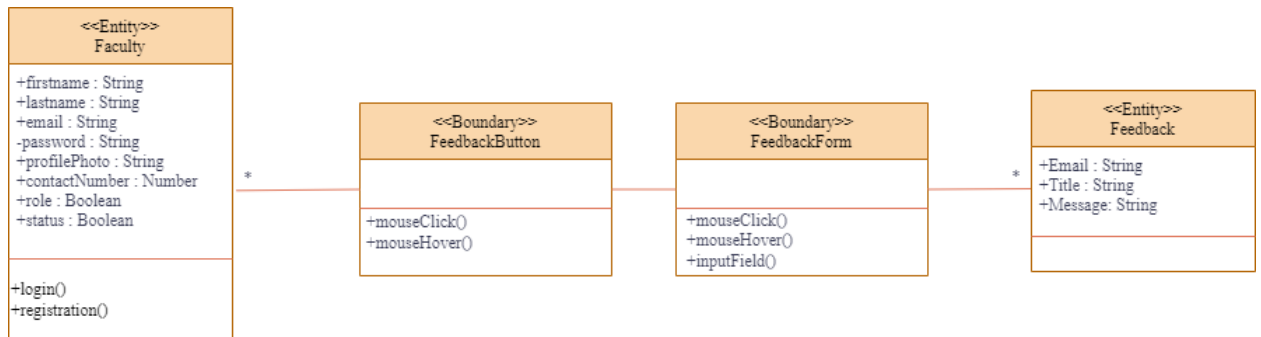 <<Entity>>
Faculty
+firstname : String
+lastname : String
+email : String
-password : String
+profilePhoto : String
+contactNumber : Number
+role : Boolean
+status : Boolean
+login()
+registration()
*
<<Boundary>>
FeedbackButton
+mouseClick()
+mouseHover()
<<Boundary>>
FeedbackForm
+mouseClick()
+mouseHover()
+inputField()
*
<<Entity>>
Feedback
+Email : String
+Title : String
+Message: String